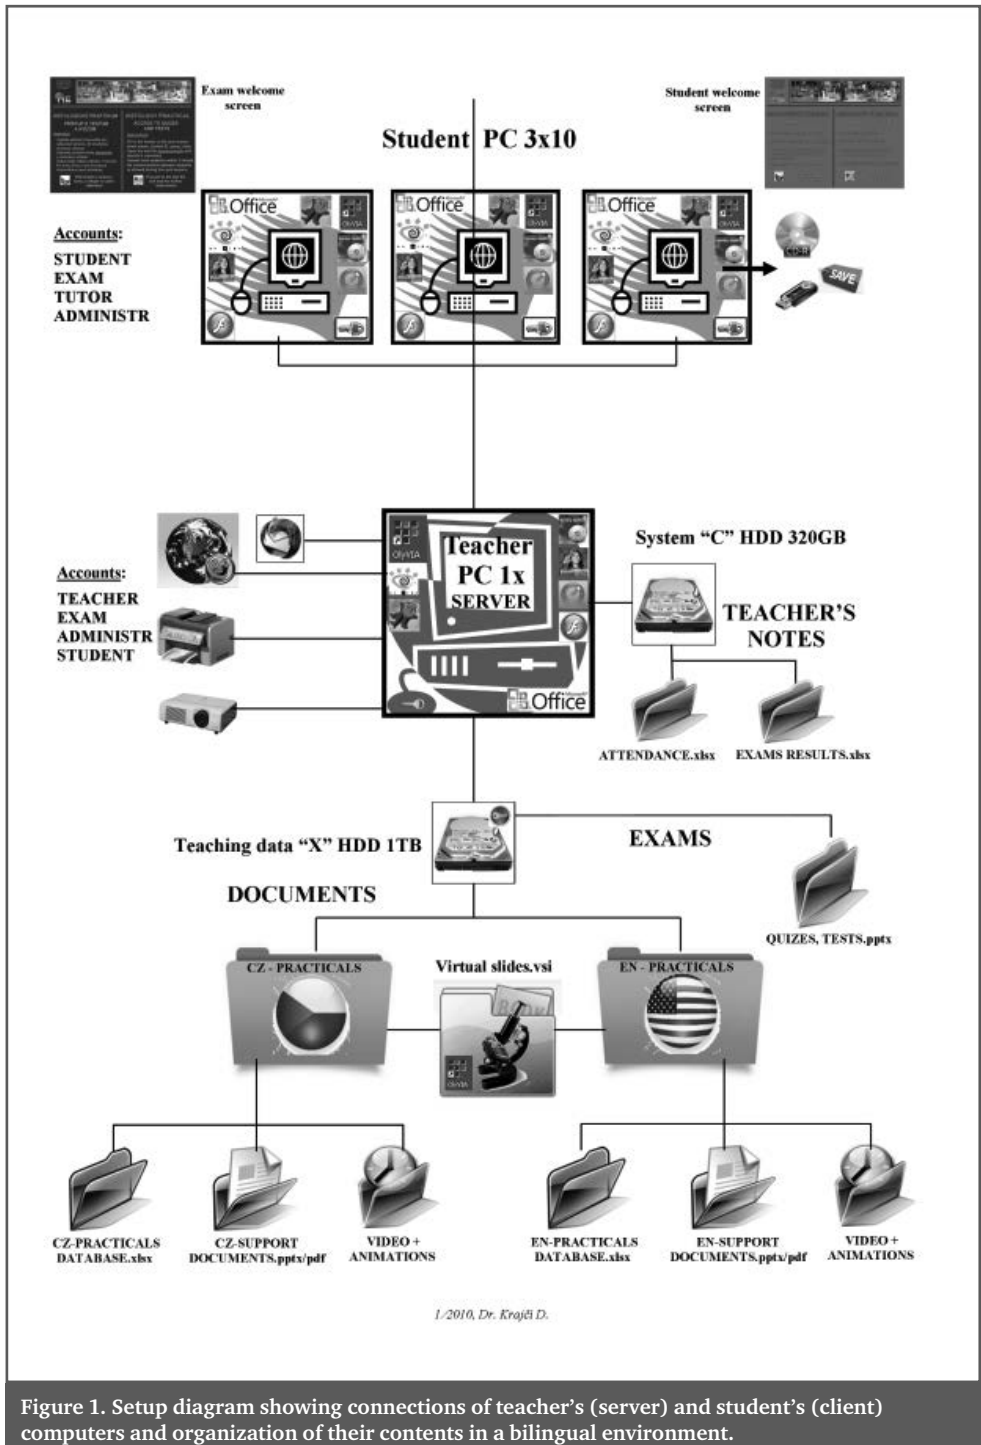 Exam welcome
screen
Student welcome
screen
Student PC 3x10
Office
Office
Office
Accounts:
STUDENT
EXAM
TUTOR
ADMINISTR
CD-R
SAVE
Accounts:
TEACHER
EXAM
ADMINISTR
STUDENT
OlyVIA
Teacher
PC 1x
SERVER
Microsoft
Office
System “C” HDD 320GB
TEACHER'S
NOTES
ATTENDANCE.xlsx
EXAMS RESULTS.xlsx
Teaching data “X” HDD 1TB
EXAMS
DOCUMENTS
QUIZES, TESTS.pptx
CZ - PRACTICALS
Virtual slides.vsi
EN - PRACTICALS
OlyVIA
CZ-PRACTICALS
DATABASE.xlsx
CZ-SUPPORT
DOCUMENTS.pptx/pdf
VIDEO +
ANIMATIONS
EN-PRACTICALS
DATABASE.xlsx
EN-SUPPORT
DOCUMENTS.pptx/pdf
VIDEO +
ANIMATIONS
1/2010, Dr. Krajčí D.
Figure 1. Setup diagram showing connections of teacher's (server) and student's (client)
computers and organization of their contents in a bilingual environment.